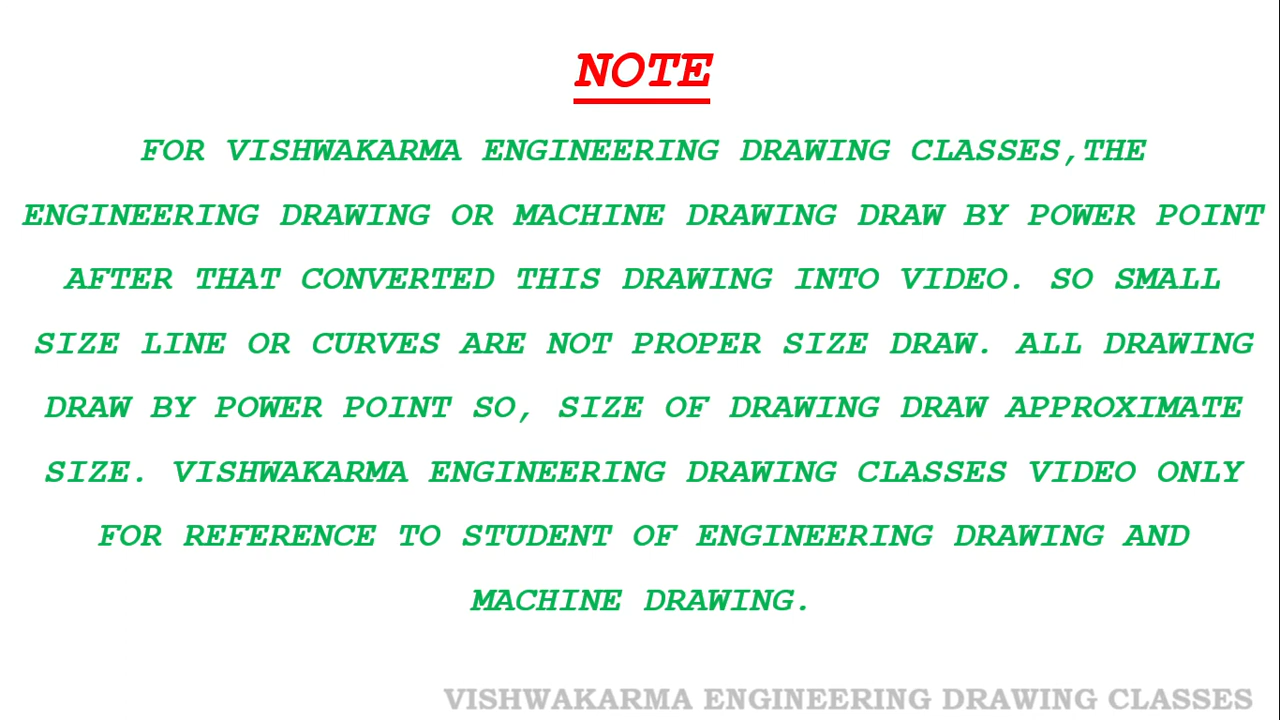 NOTE
FOR VISHWAKARMA ENGINEERING DRAWING CLASSES,THE
ENGINEERING DRAWING OR MACHINE DRAWING DRAW BY POWER POINT
AFTER THAT CONVERTED THIS DRAWING INTO VIDEO. SO SMALL
SIZE LINE OR CURVES ARE NOT PROPER SIZE DRAW. ALL DRAWING
DRAW BY POWER POINT SO, SIZE OF DRAWING DRAW APPROXIMATE
SIZE. VISHWAKARMA ENGINEERING DRAWING CLASSES VIDEO ONLY
FOR REFERENCE TO STUDENT OF ENGINEERING DRAWING AND
MACHINE DRAWING.
VISHWAKARMA ENGINEERING DRAWING CLASSES